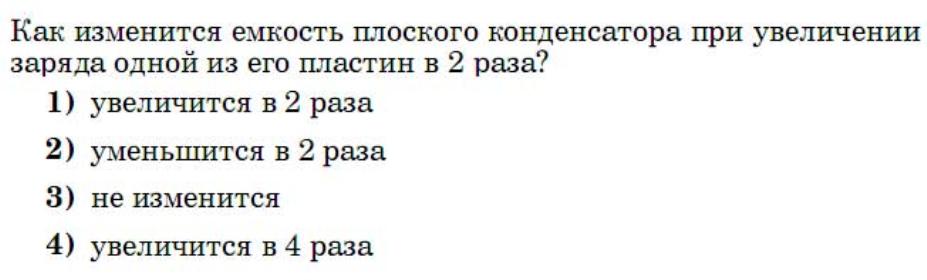 Как изменится емкость плоского конденсатора при увеличении
заряда одной из его пластин в 2 раза?
1) увеличится в 2 раза
2) уменьшится в 2 раза
3) не изменится
4) увеличится в 4 раза